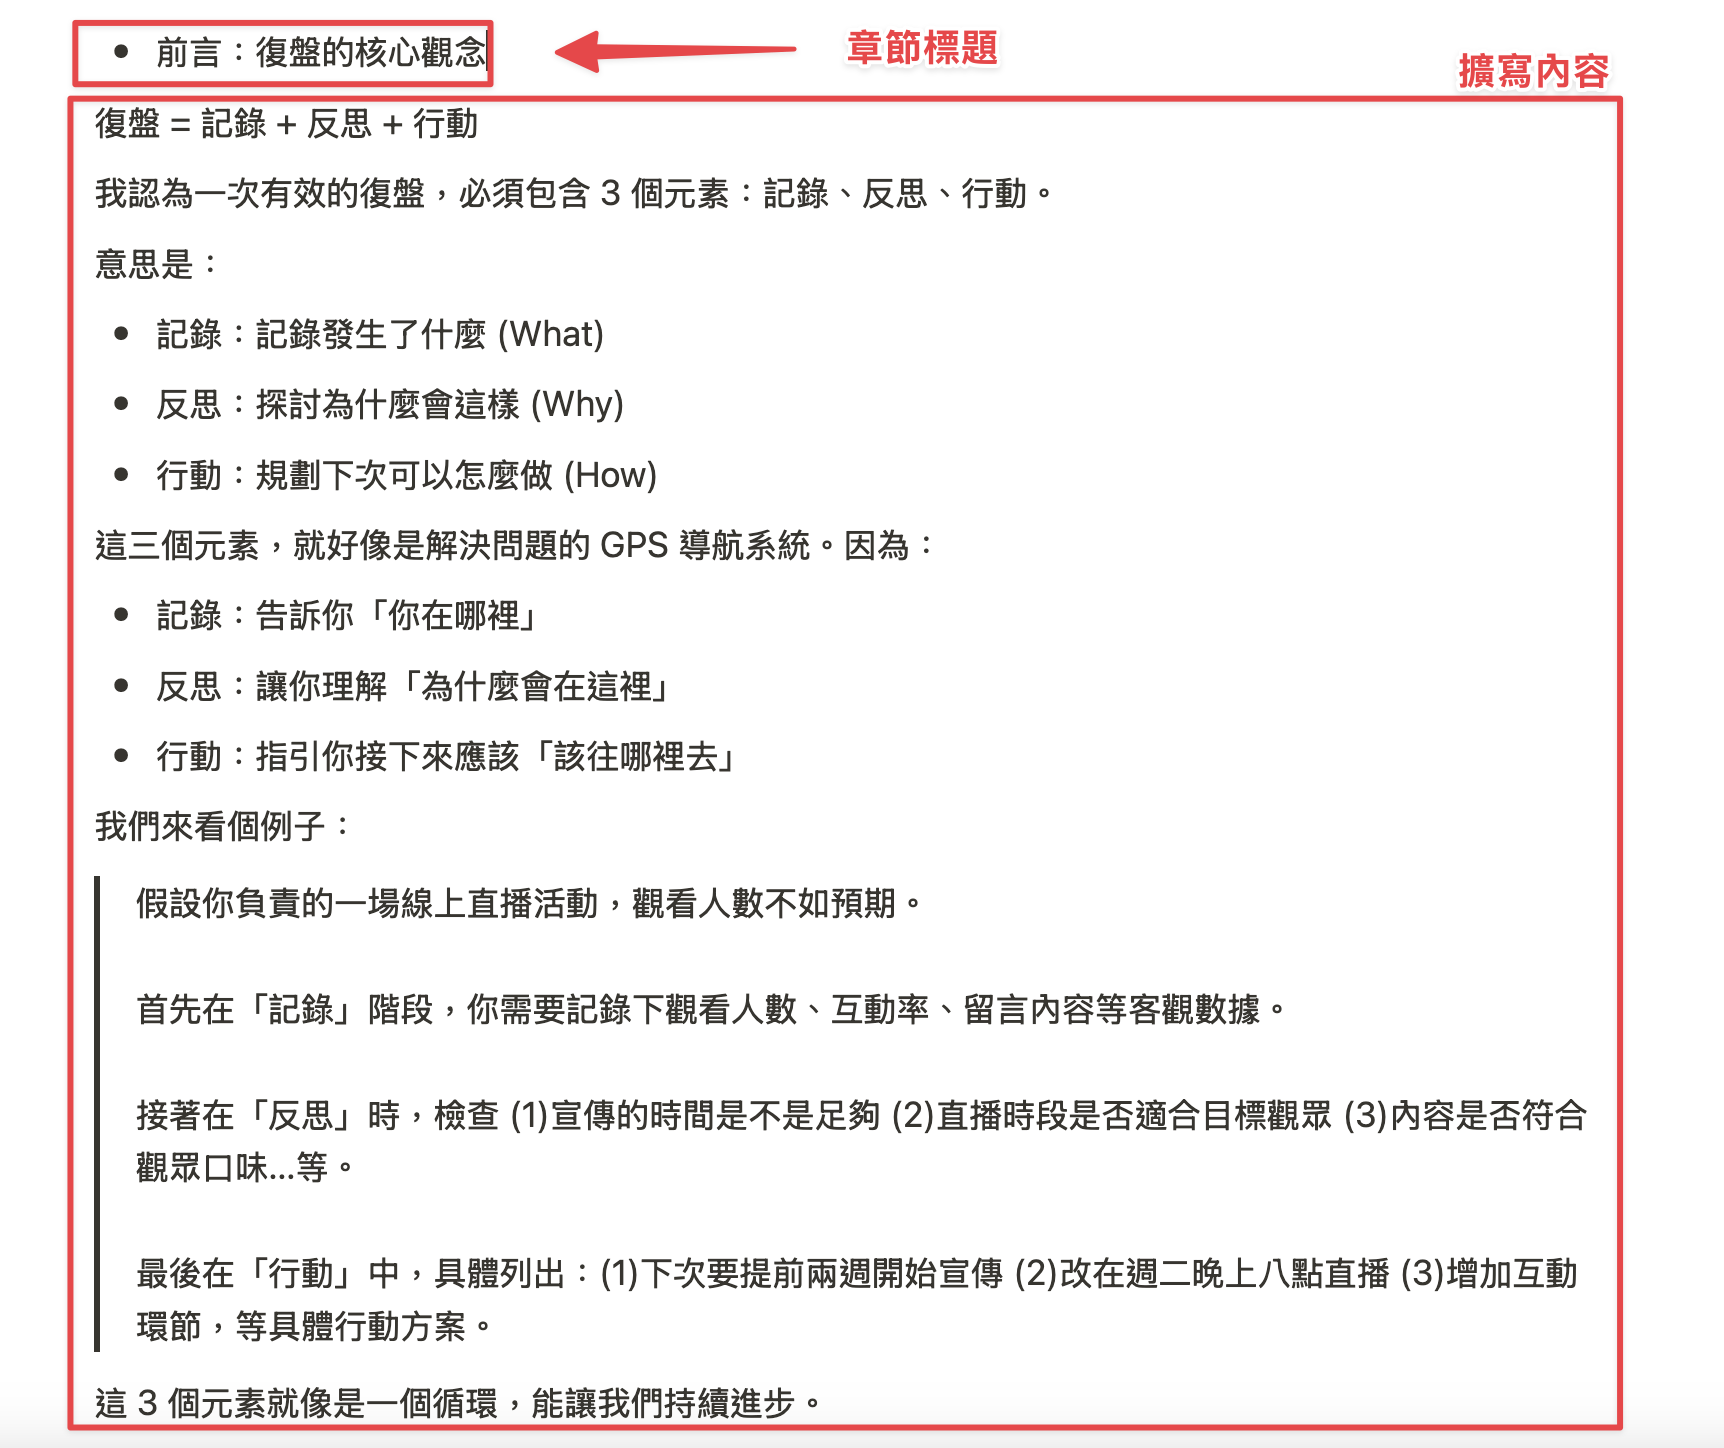 • 前言：復盤的核心觀念
章節標題
擴寫內容
復盤 = 記錄 + 反思 + 行動
我認為一次有效的復盤，必須包含 3 個元素：記錄、反思、行動。
意思是：
• 記錄：記錄發生了什麼 (What)
• 反思：探討為什麼會這樣 (Why)
• 行動：規劃下次可以怎麼做 (How)
這三個元素，就好像是解決問題的 GPS 導航系統。因為：
• 記錄：告訴你「你在哪裡」
• 反思：讓你理解「為什麼會在這裡」
• 行動：指引你接下來應該「該往哪裡去」
我們來看個例子：
假設你負責的一場線上直播活動，觀看人數不如預期。
首先在「記錄」階段，你需要記錄下觀看人數、互動率、留言內容等客觀數據。
接著在「反思」時，檢查 (1)宣傳的時間是不是足夠 (2)直播時段是否適合目標觀眾 (3)內容是否符合
觀眾口味...等。
最後在「行動」中，具體列出：(1)下次要提前兩週開始宣傳 (2)改在週二晚上八點直播 (3)增加互動
環節，等具體行動方案。
這 3 個元素就像是一個循環，能讓我們持續進步。